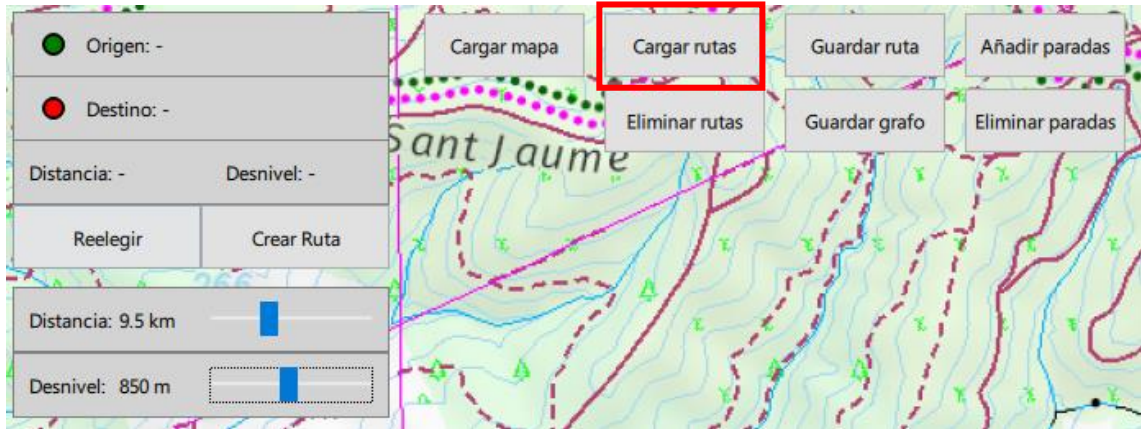 Origen: -
Destino: -
Distancia: -
Desnivel: -
Reelegir
Crear Ruta
Distancia: 9.5 km
Desnivel: 850 m
Cargar mapa
Cargar rutas
Guardar ruta
Añadir paradas
Eliminar rutas
Guardar grafo
Eliminar paradas
Sant Jaume
266